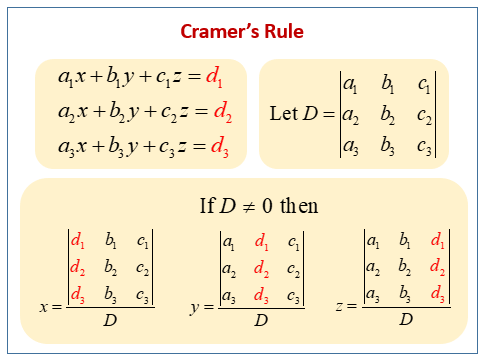 Cramer's Rule
a₁x + b₁y + c₁z = d₁
a₂x + b₂y + c₂z = d₂
a₃x + b₃y + c₃z = d₃
Let D = |a₁ b₁ c₁|
|a₂ b₂ c₂|
|a₃ b₃ c₃|
If D ≠ 0 then
x = |d₁ b₁ c₁|
|d₂ b₂ c₂|
|d₃ b₃ c₃|
D
y = |a₁ d₁ c₁|
|a₂ d₂ c₂|
|a₃ d₃ c₃|
D
z = |a₁ b₁ d₁|
|a₂ b₂ d₂|
|a₃ b₃ d₃|
D